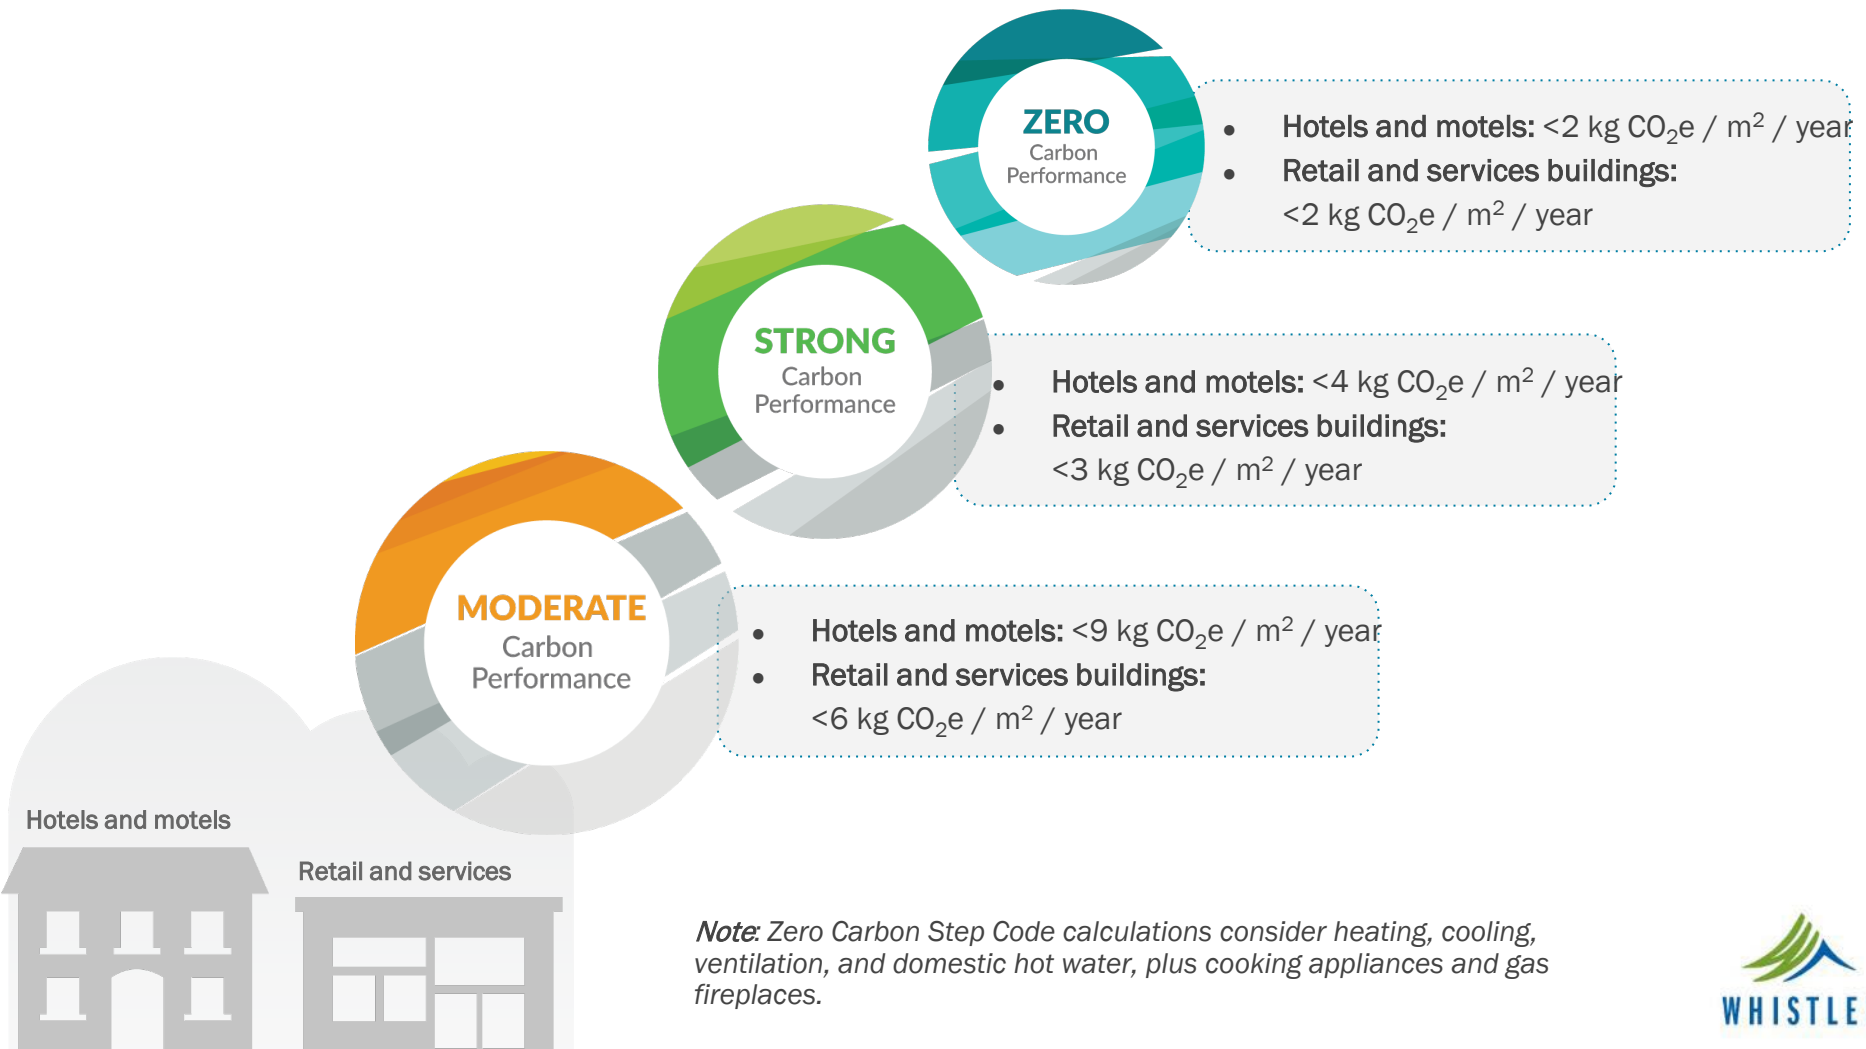 ZERO
Carbon
Performance
• Hotels and motels: <2 kg CO₂e / m² / year
• Retail and services buildings:
<2 kg CO₂e / m² / year
STRONG
Carbon
Performance
• Hotels and motels: <4 kg CO₂e / m² / year
• Retail and services buildings:
<3 kg CO₂e / m² / year
MODERATE
Carbon
Performance
• Hotels and motels: <9 kg CO₂e / m² / year
• Retail and services buildings:
<6 kg CO₂e / m² / year
Hotels and motels
Retail and services
Note: Zero Carbon Step Code calculations consider heating, cooling,
ventilation, and domestic hot water, plus cooking appliances and gas
fireplaces.